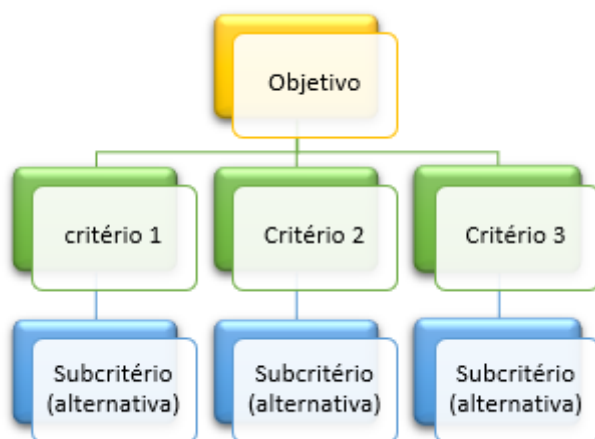 Objetivo
critério 1
Critério 2
Critério 3
Subcritério
(alternativa)
Subcritério
(alternativa)
Subcritério
(alternativa)